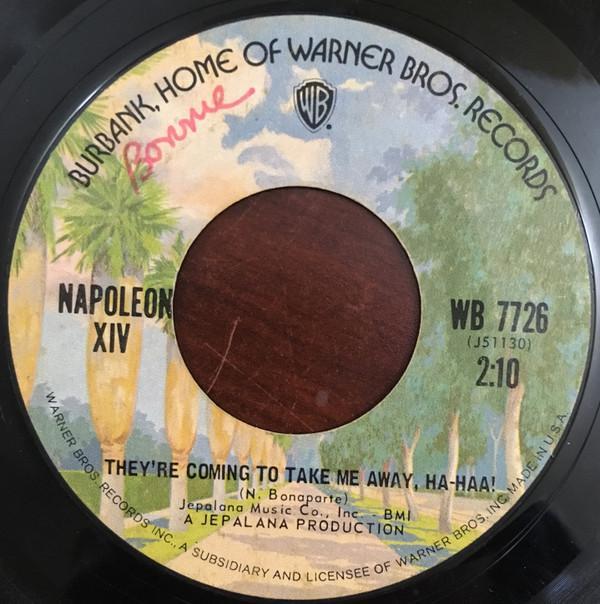 BURBANK, HOME OF WARNER BROS. RECORDS
Bonnie
WB
NAPOLEON
XIV
WB 7726
(J51130)
2:10
THEY'RE COMING TO TAKE ME AWAY, HA-HAA!
(N. Bonaparte)
Jepalana Music Co., Inc. - BMI
A JEPALANA PRODUCTION
WARNER BROS. RECORDS INC., A SUBSIDIARY AND LICENSEE OF WARNER BROS. INC. MADE IN U.S.A.